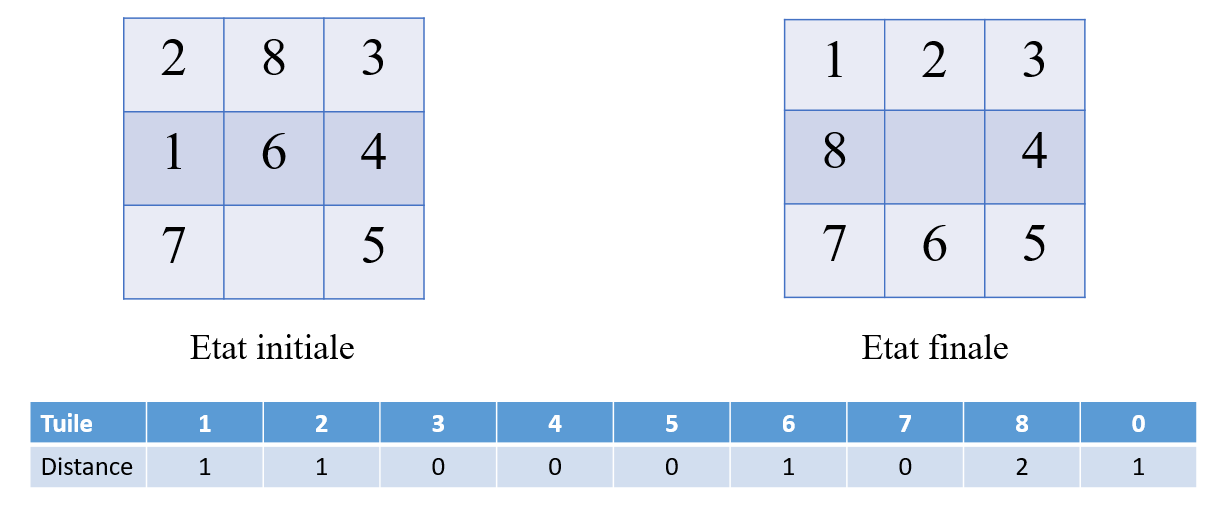 2 8 3 1 2 3
1 6 4 8 4
7 5 7 6 5
Etat initiale Etat finale
Tuile 1 2 3 4 5 6 7 8 0
Distance 1 1 0 0 0 1 0 2 1